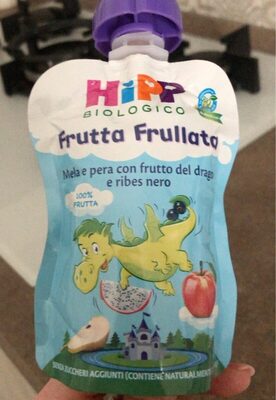 HiPP
BIOLOGICO
Frutta Frullata
Mela e pera con frutto del drago
e ribes nero
100%
FRUTTA
SENZA ZUCCHERI AGGIUNTI (CONTIENE NATURALMENTE